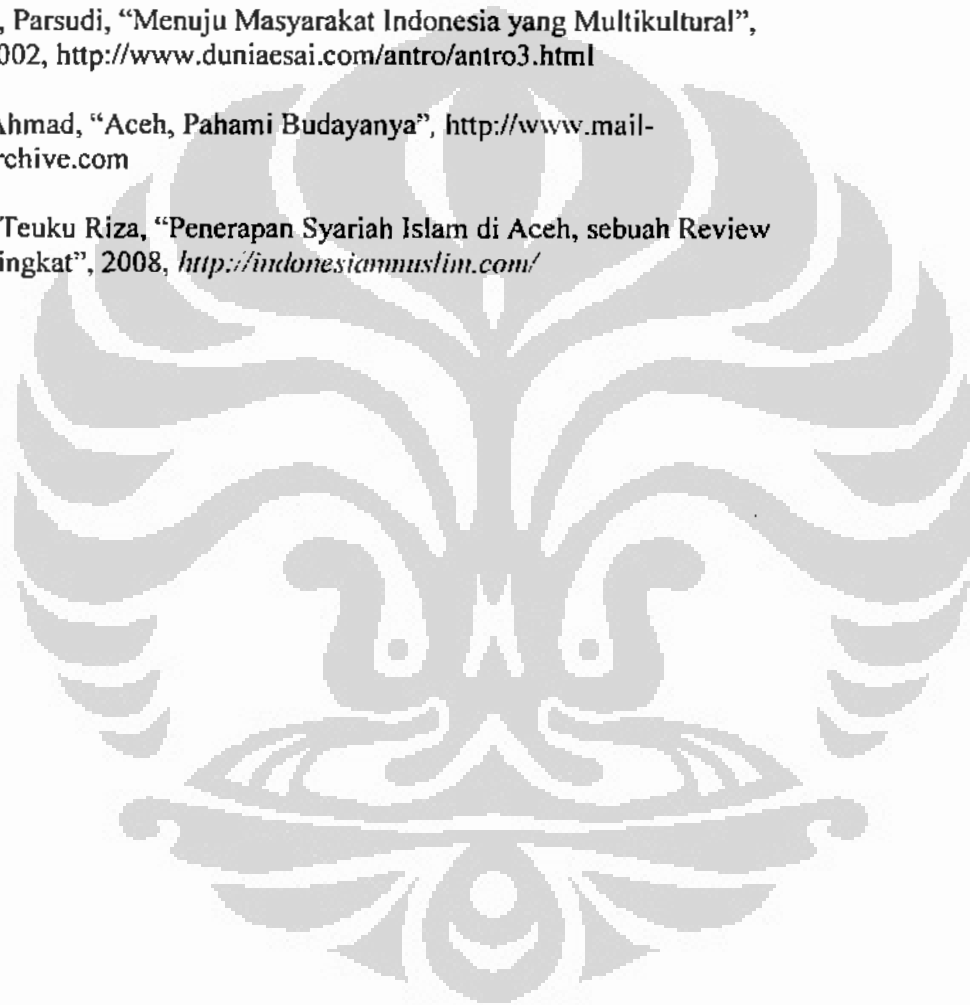 , Parsudi, “Menuju Masyarakat Indonesia yang Multikultural”,
002, http://www.duniaesai.com/antro/antro3.html
Ahmad, “Aceh, Pahami Budayanya”, http://www.mail-
rchive.com
Teuku Riza, “Penerapan Syariah Islam di Aceh, sebuah Review
ingkat”, 2008, http://indonesianmuslim.com/